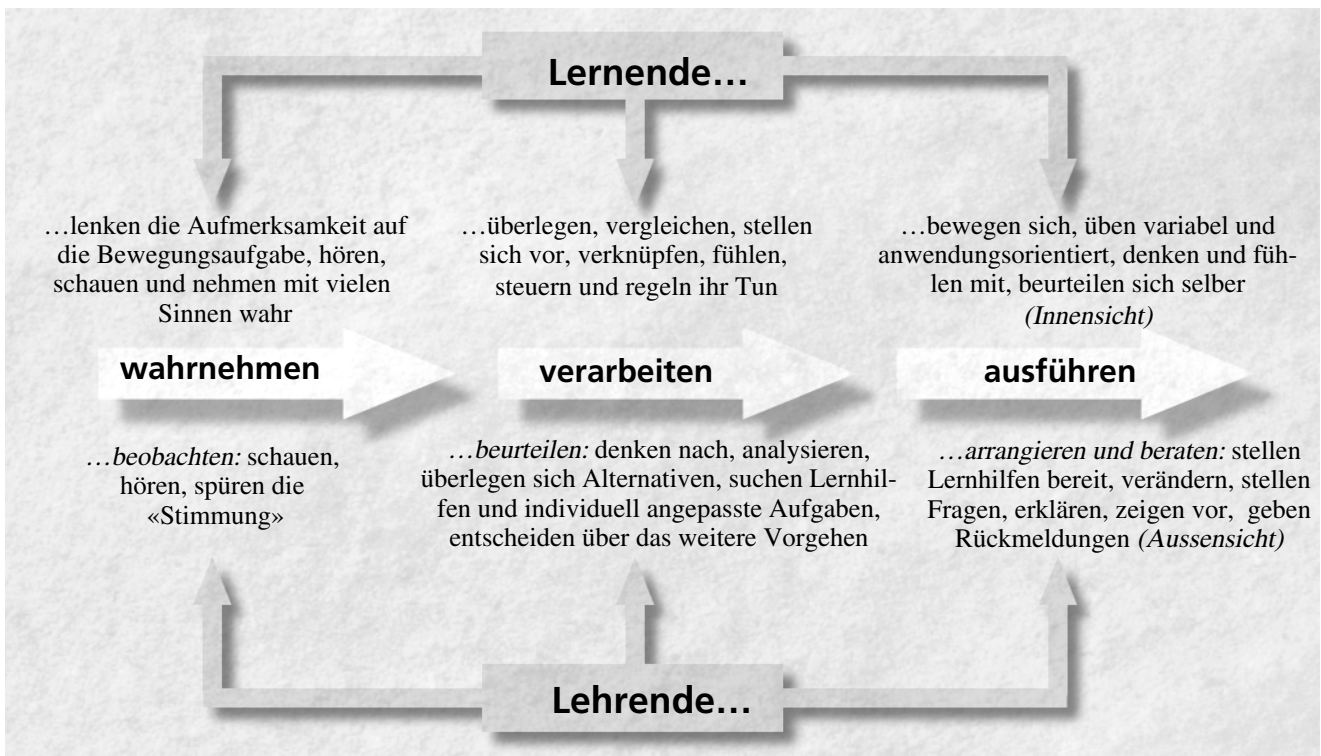 Lernende…
…lenken die Aufmerksamkeit auf
die Bewegungsaufgabe, hören,
schauen und nehmen mit vielen
Sinnen wahr
…überlegen, vergleichen, stellen
sich vor, verknüpfen, fühlen,
steuern und regeln ihr Tun
…bewegen sich, üben variabel und
anwendungsorientiert, denken und füh-
len mit, beurteilen sich selber
(Innensicht)
wahrnehmen
verarbeiten
ausführen
…beobachten: schauen,
hören, spüren die
«Stimmung»
…beurteilen: denken nach, analysieren,
überlegen sich Alternativen, suchen Lernhil-
fen und individuell angepasste Aufgaben,
entscheiden über das weitere Vorgehen
…arrangieren und beraten: stellen
Lernhilfen bereit, verändern, stellen
Fragen, erklären, zeigen vor, geben
Rückmeldungen (Aussensicht)
Lehrende…